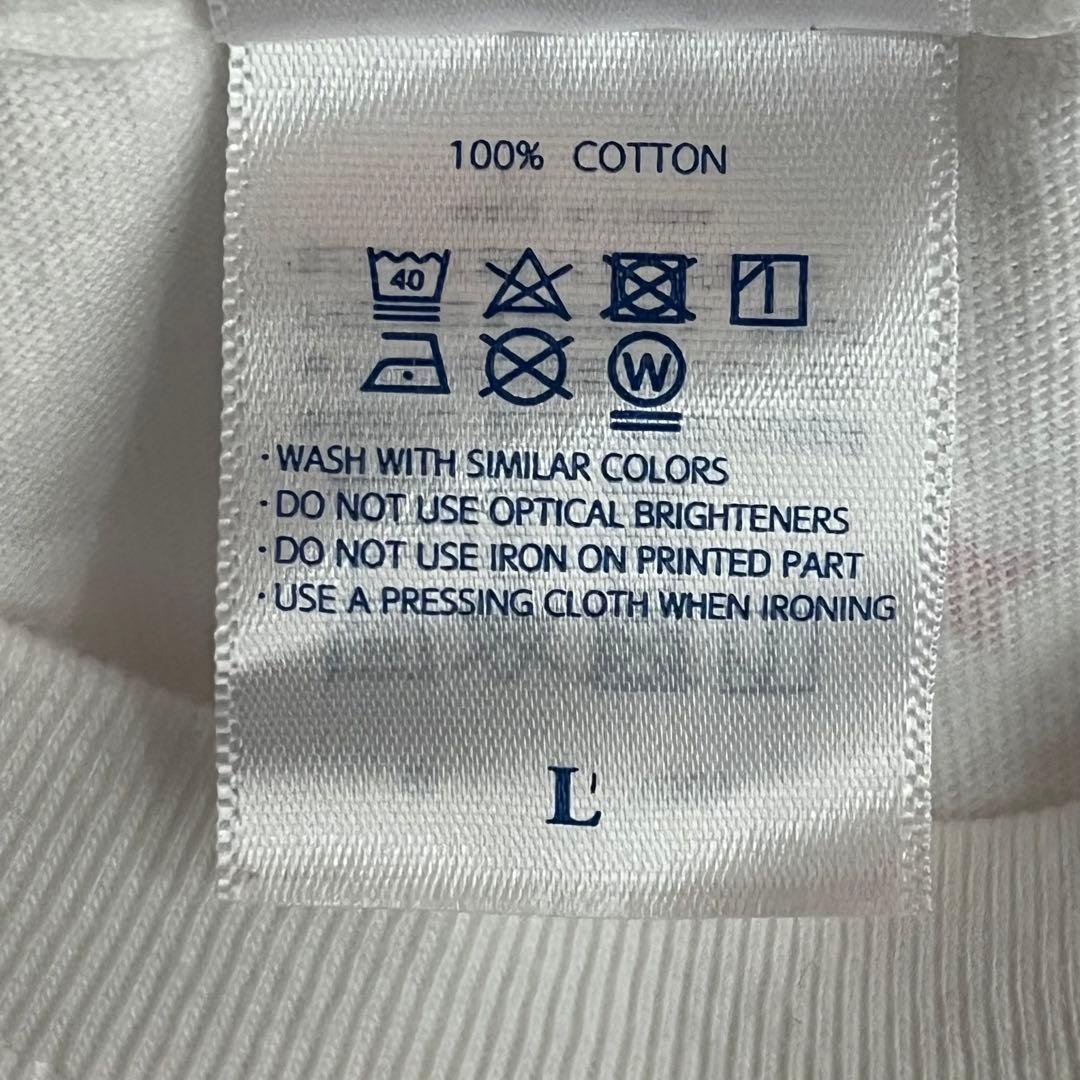 100% COTTON
40
W
·WASH WITH SIMILAR COLORS
·DO NOT USE OPTICAL BRIGHTENERS
·DO NOT USE IRON ON PRINTED PART
·USE A PRESSING CLOTH WHEN IRONING
L